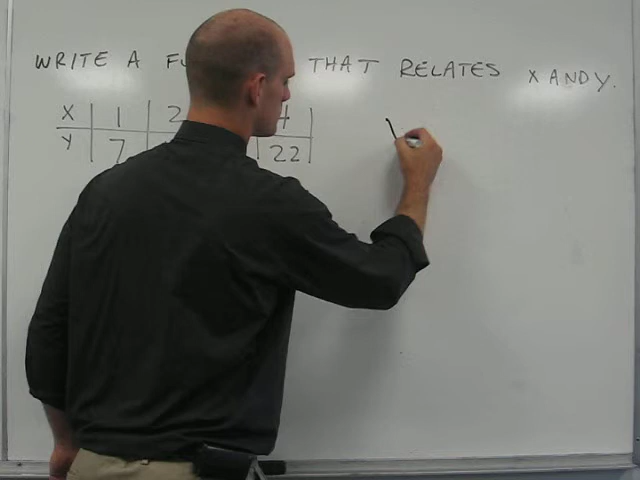 WRITE A THAT RELATES X AND Y.
X 1 2 4
Y 7 22